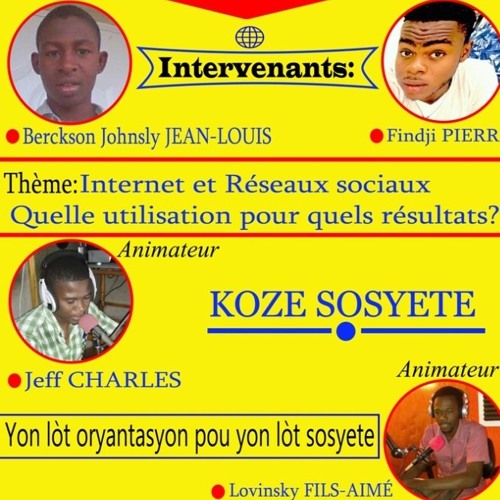 Intervenants:
Berckson Johnsly JEAN-LOUIS
Findji PIERR
Thème: Internet et Réseaux sociaux
Quelle utilisation pour quels résultats?
Animateur
KOZE SOSYETE
Jeff CHARLES
Animateur
Yon lòt oryantasyon pou yon lòt sosyete
Lovinsky FILS-AIMÉ